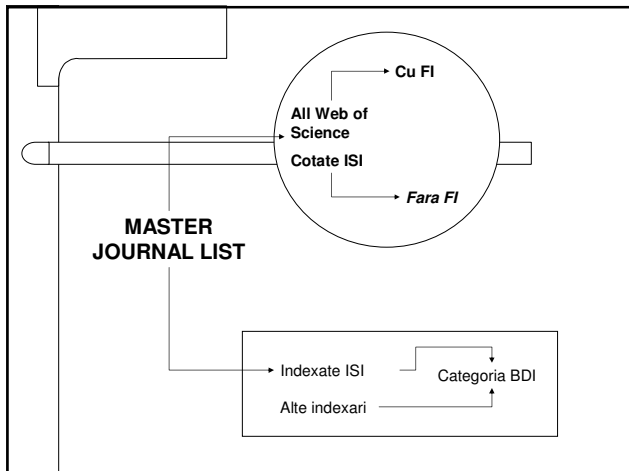 Cu FI
All Web of
Science
Cotate ISI
Fara FI
MASTER
JOURNAL LIST
Indexate ISI
Categoria BDI
Alte indexari